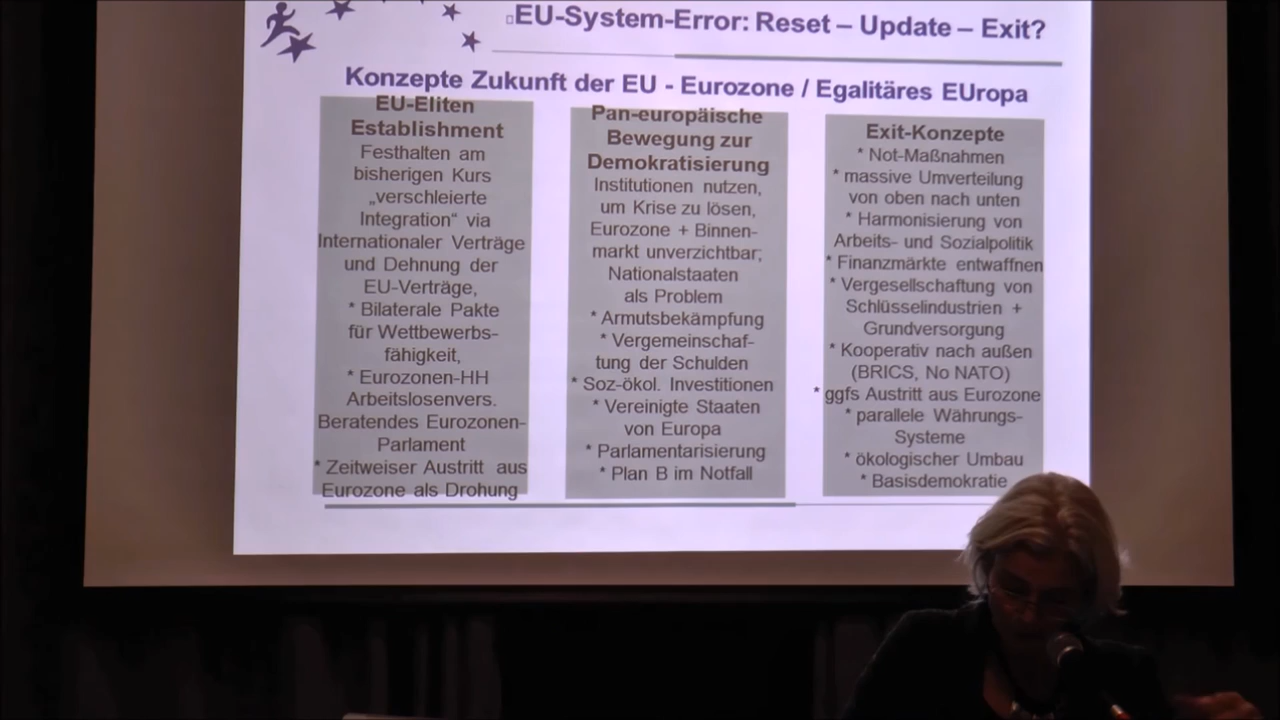 EU-System-Error: Reset – Update – Exit?
Konzepte Zukunft der EU - Eurozone / Egalitäres EUropa
EU-Eliten
Establishment
Festhalten am
bisherigen Kurs
„verschleierte
Integration“ via
Internationaler Verträge
und Dehnung der
EU-Verträge,
* Bilaterale Pakte
für Wettbewerbs-
fähigkeit,
* Eurozonen-HH
Arbeitslosenvers.
Beratendes Eurozonen-
Parlament
* Zeitweiser Austritt aus
Eurozone als Drohung
Pan-europäische
Bewegung zur
Demokratisierung
Institutionen nutzen,
um Krise zu lösen,
Eurozone + Binnen-
markt unverzichtbar;
Nationalstaaten
als Problem
* Armutsbekämpfung
* Vergemeinschaf-
tung der Schulden
* Soz-ökol. Investitionen
* Vereinigte Staaten
von Europa
* Parlamentarisierung
* Plan B im Notfall
Exit-Konzepte
* Not-Maßnahmen
* massive Umverteilung
von oben nach unten
* Harmonisierung von
Arbeits- und Sozialpolitik
* Finanzmärkte entwaffnen
* Vergesellschaftung von
Schlüsselindustrien +
Grundversorgung
* Kooperativ nach außen
(BRICS, No NATO)
* ggfs Austritt aus Eurozone
* parallele Währungs-
Systeme
* ökologischer Umbau
* Basisdemokratie